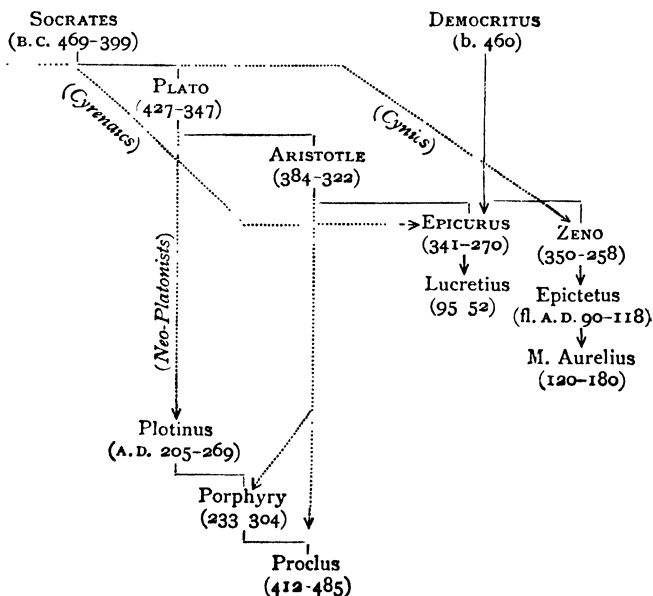 SOCRATES
(B.C. 469–399)
DEMOCRITUS
(b. 460)
PLATO
(427–347)
(Cyrenaics)
(Cynics)
ARISTOTLE
(384–322)
EPICURUS
(341–270)
ZENO
(350–258)
Lucretius
(95 52)
Epictetus
(fl. A.D. 90–118)
M. Aurelius
(120–180)
(Neo-Platonists)
Plotinus
(A.D. 205–269)
Porphyry
(233 304)
Proclus
(412–485)